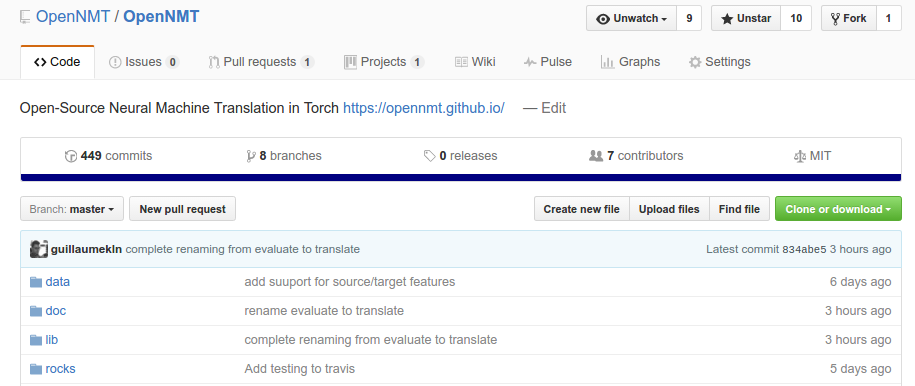 OpenNMT / OpenNMT Unwatch 9 Unstar 10 Fork 1
Code Issues 0 Pull requests 1 Projects 1 Wiki Pulse Graphs Settings
Open-Source Neural Machine Translation in Torch https://opennmt.github.io/ — Edit
449 commits 8 branches 0 releases 7 contributors MIT
Branch: master New pull request Create new file Upload files Find file Clone or download
guillaumekln complete renaming from evaluate to translate Latest commit 834abe5 3 hours ago
data add suuport for source/target features 6 days ago
doc rename evaluate to translate 3 hours ago
lib complete renaming from evaluate to translate 3 hours ago
rocks Add testing to travis 5 days ago